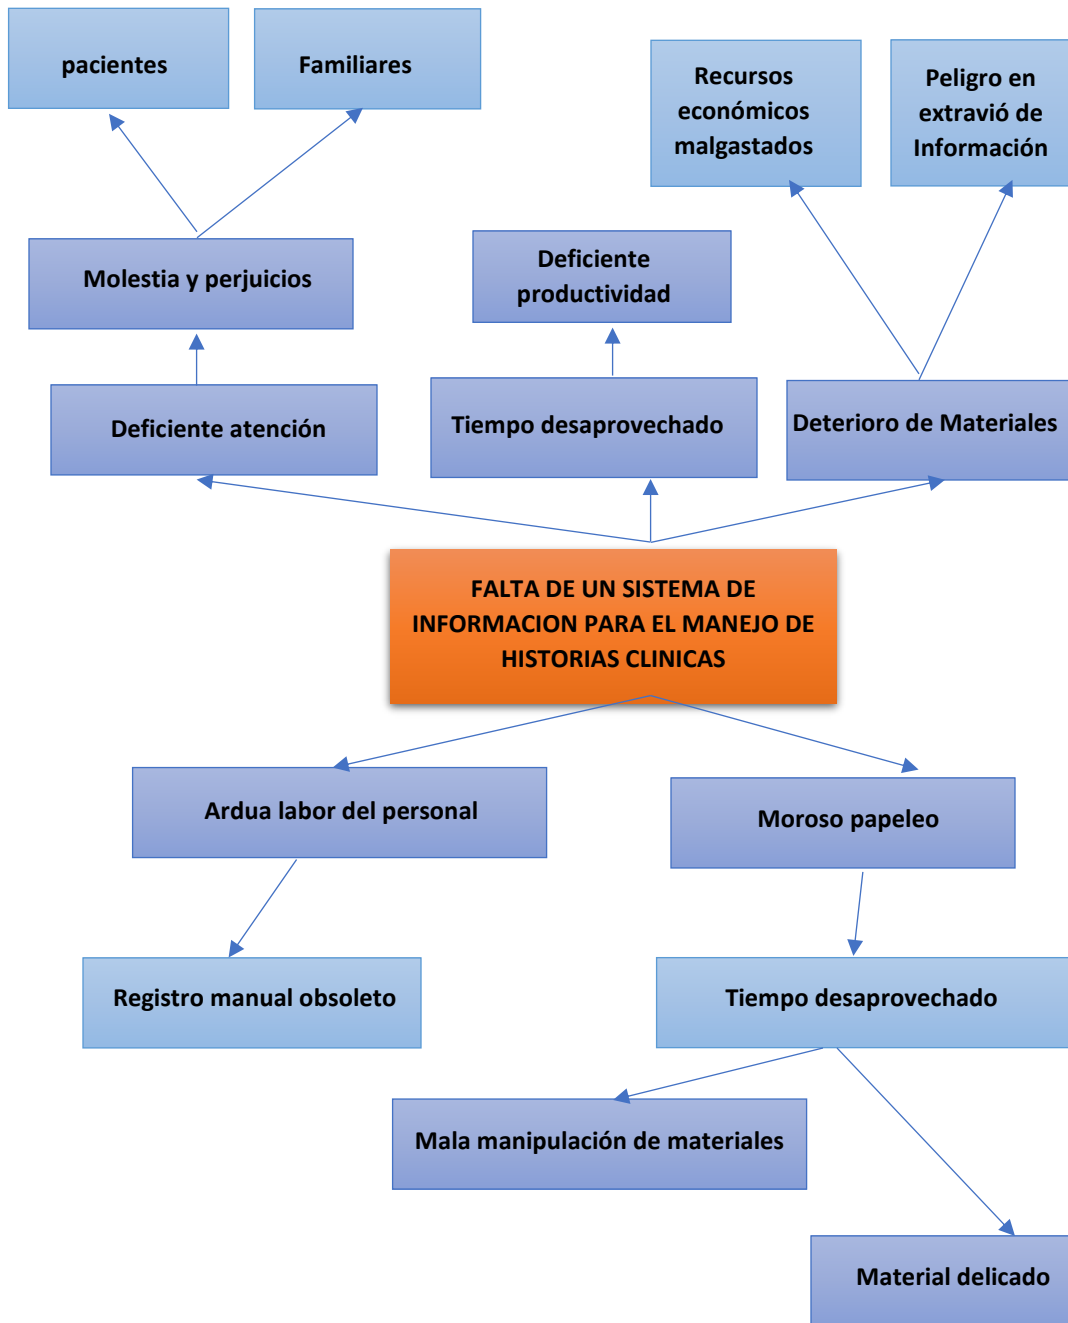 pacientes
Familiares
Recursos
económicos
malgastados
Peligro en
extravió de
Información
Molestia y perjuicios
Deficiente
productividad
Deficiente atención
Tiempo desaprovechado
Deterioro de Materiales
FALTA DE UN SISTEMA DE
INFORMACION PARA EL MANEJO DE
HISTORIAS CLINICAS
Ardua labor del personal
Moroso papeleo
Registro manual obsoleto
Tiempo desaprovechado
Mala manipulación de materiales
Material delicado